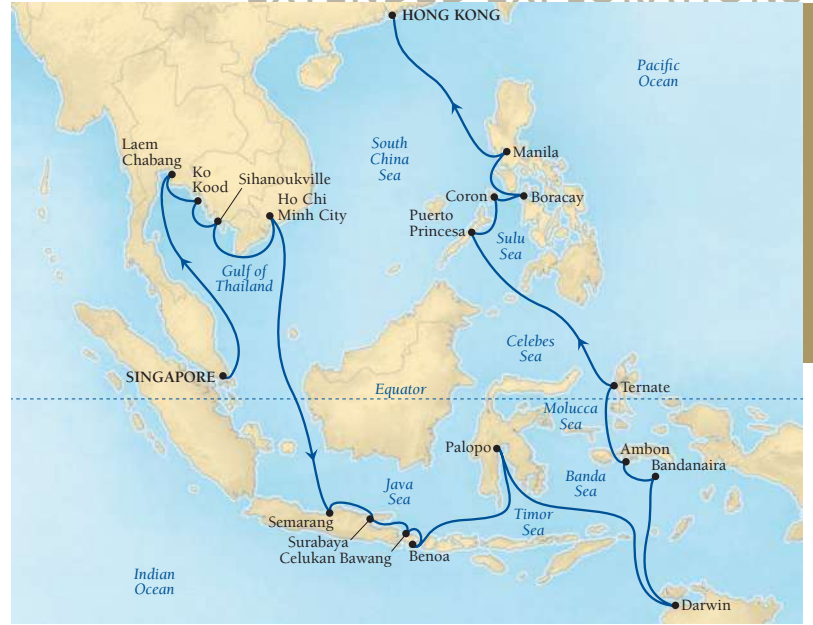 HONG KONG
Pacific
Ocean
Laem
Chabang
Ko
Kood
Sihanoukville
Ho Chi
Minh City
South
China
Sea
Manila
Coron
Boracay
Puerto
Princesa
Sulu
Sea
Gulf of
Thailand
Celebes
Sea
SINGAPORE
Equator
Ternate
Molucca
Sea
Palopo
Ambon
Bandanaira
Java
Sea
Banda
Sea
Timor
Sea
Semarang
Surabaya
Celukan Bawang
Benoa
Indian
Ocean
Darwin